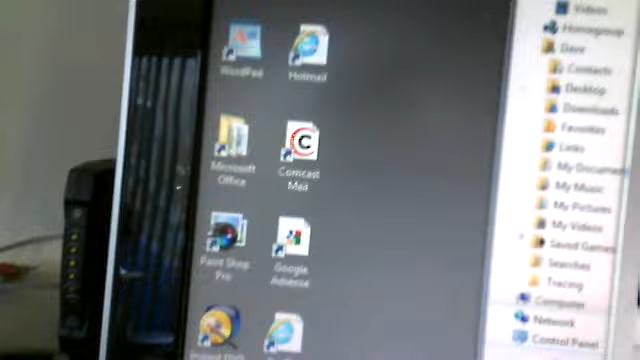 WordPad
Hotmail
Microsoft
Office
Comcast
Mail
Paint Shop
Pro
Google
Adsense
Videos
Homegroup
Dave
Contacts
Desktop
Downloads
Favorites
Links
My Documen
My Music
My Pictures
My Videos
Saved Games
Searches
Tracing
Computer
Network
Control Panel